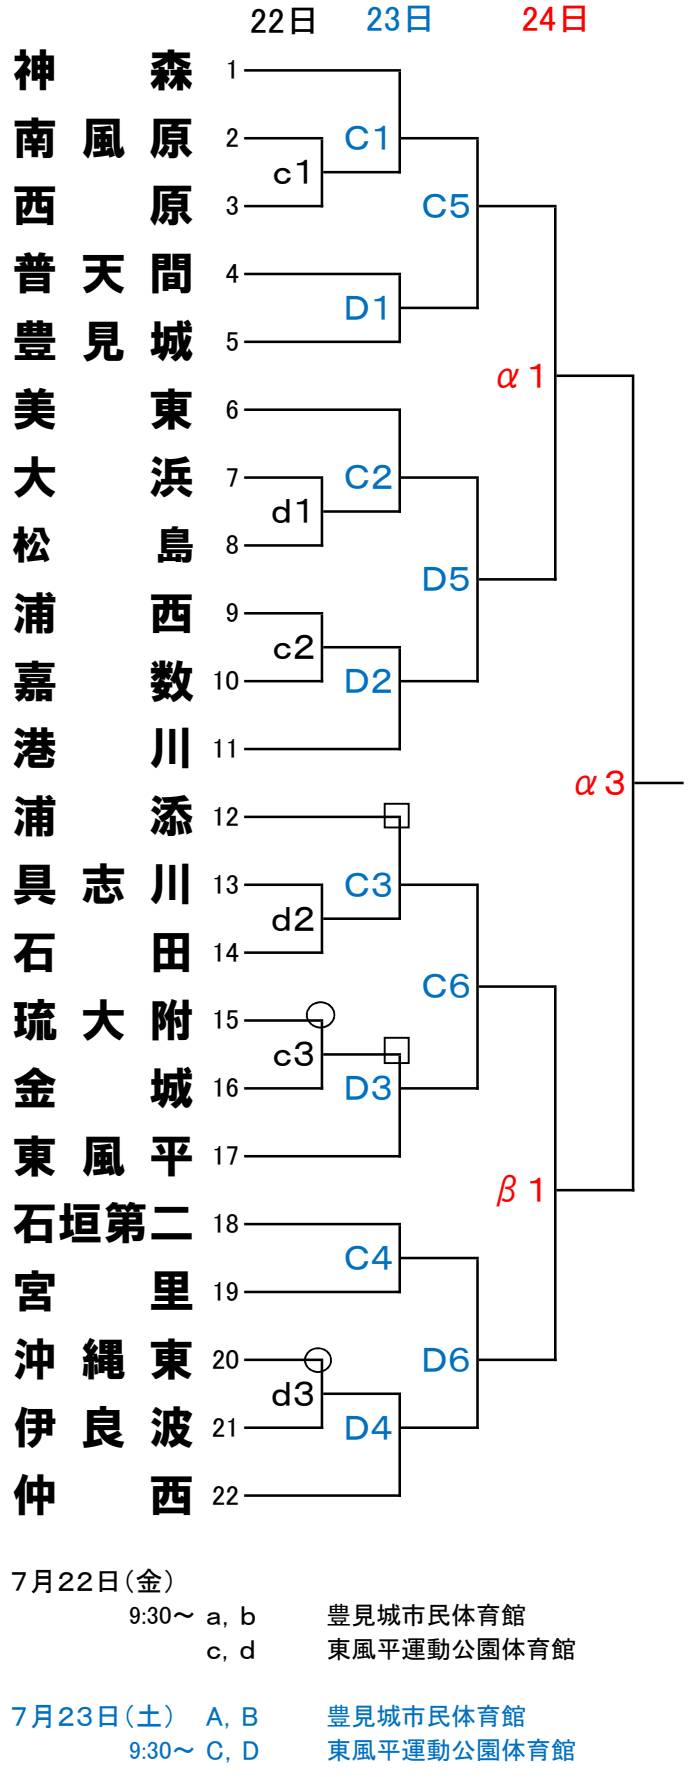 22日 23日 24日
神森 1
南風原 2
西原 3
普天間 4
豊見城 5
美東 6
大浜 7
松島 8
浦西 9
嘉数 10
港川 11
浦添 12
具志川 13
石田 14
琉大附 15
金城 16
東風平 17
石垣第二 18
宮里 19
沖縄東 20
伊良波 21
仲西 22
c1
d1
c2
d2
c3
d3
C1
D1
C2
D2
C3
D3
C4
D4
C5
D5
C6
D6
α1
β1
α3
7月22日(金)
9:30～ a, b 豊見城市民体育館
c, d 東風平運動公園体育館
7月23日(土) A, B 豊見城市民体育館
9:30～ C, D 東風平運動公園体育館